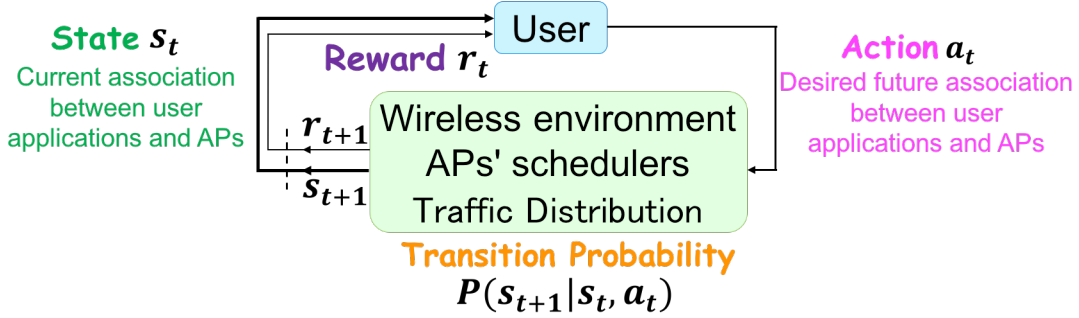 State s_t
Current association
between user
applications and APs
User
Reward r_t
Action a_t
Desired future association
between user
applications and APs
r_{t+1}
s_{t+1}
Wireless environment
APs' schedulers
Traffic Distribution
Transition Probability
P(s_{t+1}|s_t, a_t)